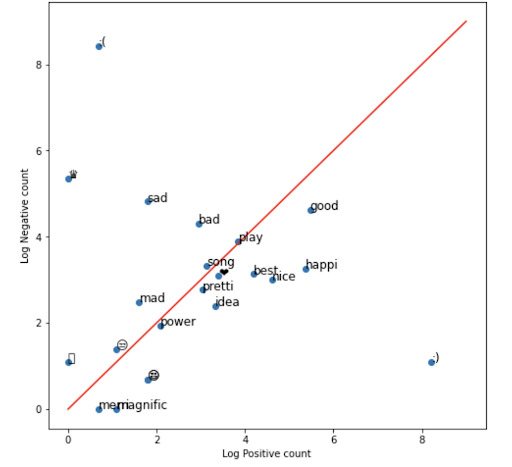 :(
8
♛
6
sad
good
bad
4
play
song
❤
best
happi
nice
pretti
idea
mad
2
power
😒
:)
merri
magnific
0
0 2 4 6 8
Log Positive count
Log Negative count